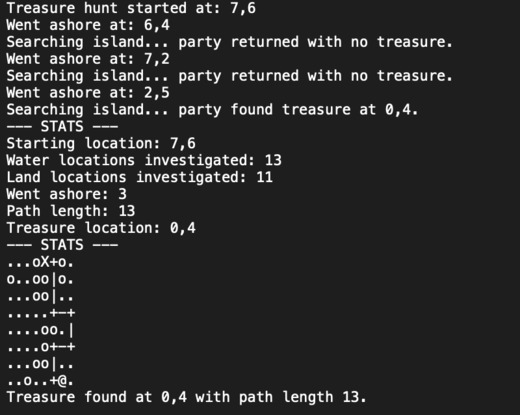 Treasure hunt started at: 7,6
Went ashore at: 6,4
Searching island... party returned with no treasure.
Went ashore at: 7,2
Searching island... party returned with no treasure.
Went ashore at: 2,5
Searching island... party found treasure at 0,4.
--- STATS ---
Starting location: 7,6
Water locations investigated: 13
Land locations investigated: 11
Went ashore: 3
Path length: 13
Treasure location: 0,4
--- STATS ---
...oX+o.
o..oo|o.
...oo|..
.....+-+
....oo.|
....o+-+
...oo|..
..o..+@.
Treasure found at 0,4 with path length 13.